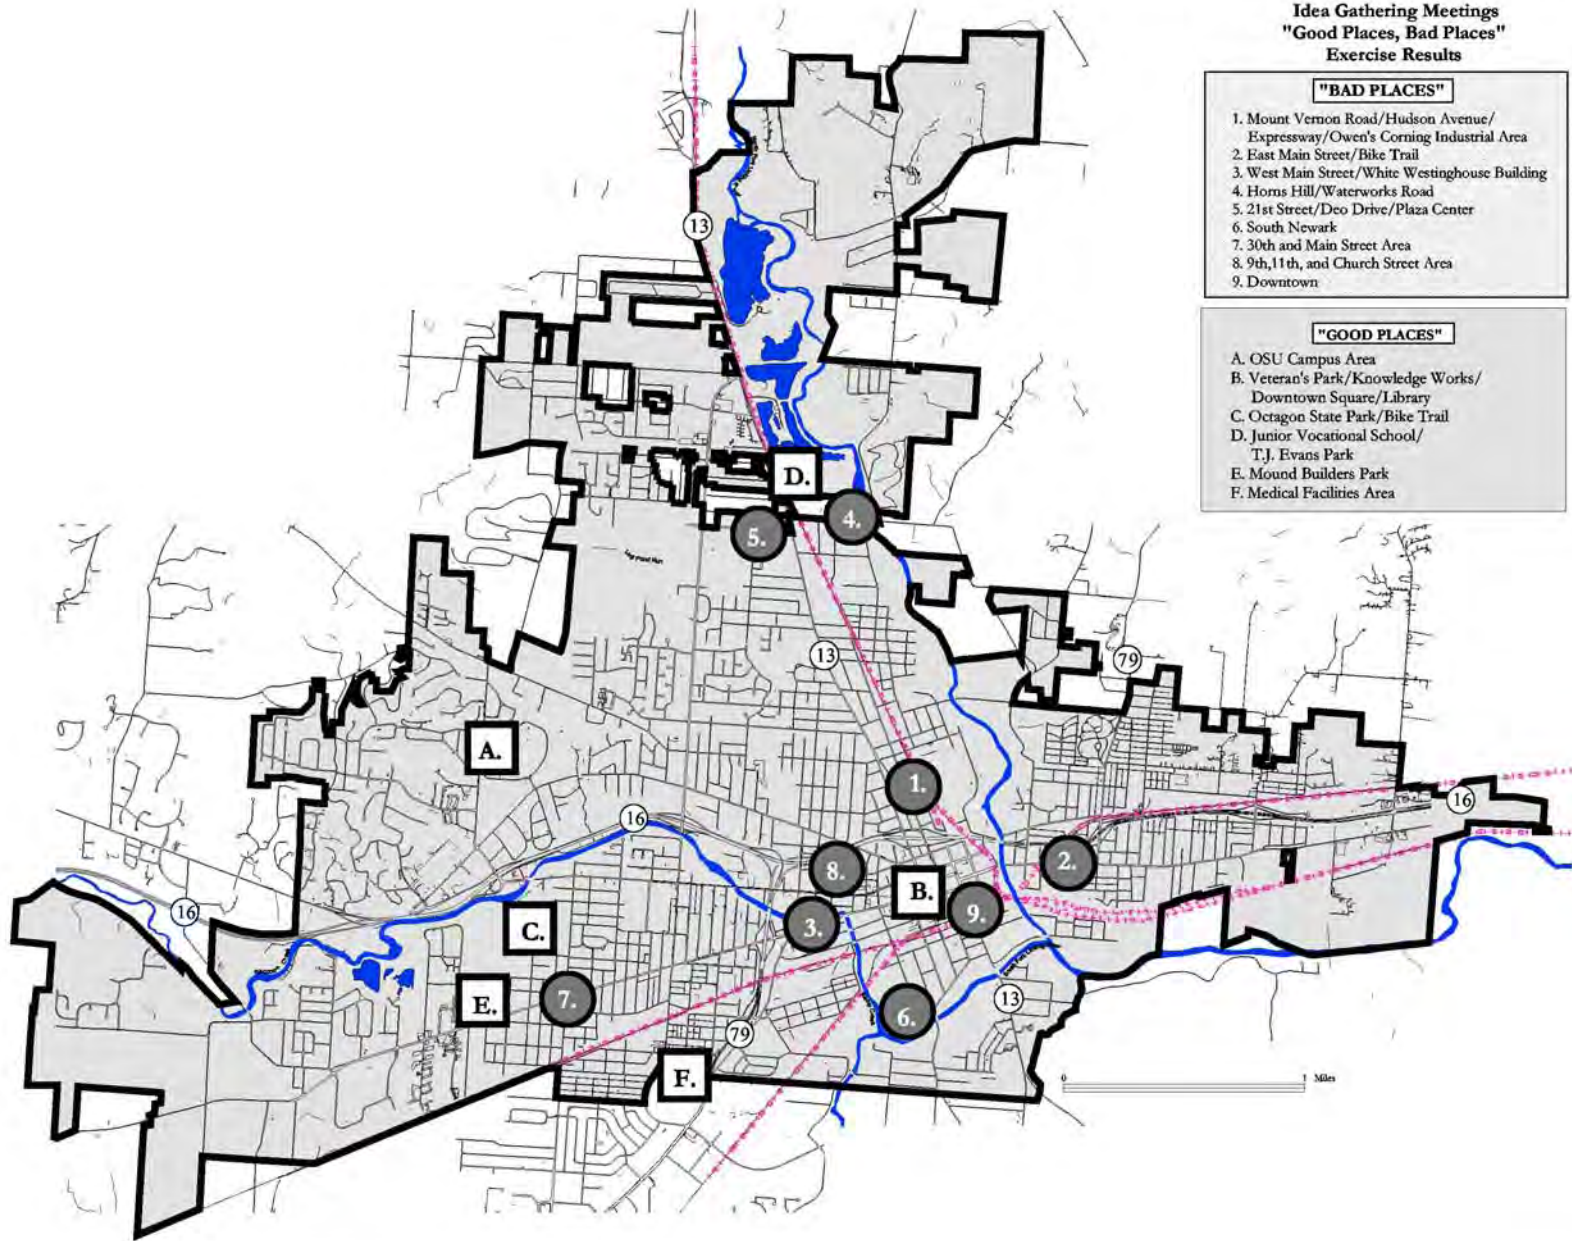 Idea Gathering Meetings
"Good Places, Bad Places"
Exercise Results
"BAD PLACES"
1. Mount Vernon Road/Hudson Avenue/
Expressway/Owen's Corning Industrial Area
2. East Main Street/Bike Trail
3. West Main Street/White Westinghouse Building
4. Horns Hill/Waterworks Road
5. 21st Street/Deo Drive/Plaza Center
6. South Newark
7. 30th and Main Street Area
8. 9th,11th, and Church Street Area
9. Downtown
"GOOD PLACES"
A. OSU Campus Area
B. Veteran's Park/Knowledge Works/
Downtown Square/Library
C. Octagon State Park/Bike Trail
D. Junior Vocational School/
T.J. Evans Park
E. Mound Builders Park
F. Medical Facilities Area
13
D.
4.
5.
13
79
A.
1.
16
16
8.
2.
B.
16
3.
9.
C.
E.
7.
6.
13
79
F.
0 1 Miles